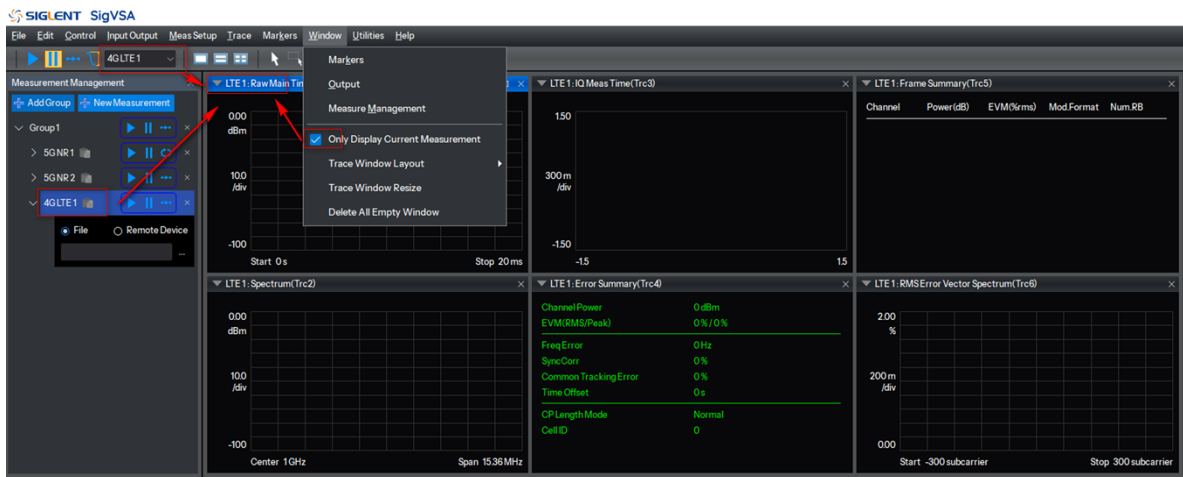 SIGLENT SigVSA
File Edit Control Input Output Meas Setup Trace Markers Window Utilities Help
4G LTE 1
Measurement Management
Add Group New Measurement
Group1
5G NR 1
5G NR 2
4G LTE 1
File Remote Device
...
Markers
Output
Measure Management
Only Display Current Measurement
Trace Window Layout
Trace Window Resize
Delete All Empty Window
LTE 1: Raw Main Tim
0.00
dBm
10.0
/div
-100
Start 0 s Stop 20 ms
LTE 1: IQ Meas Time(Trc3)
1.50
300 m
/div
-1.50
-1.5 1.5
LTE 1: Frame Summary(Trc5)
Channel Power(dB) EVM(%rms) Mod.Format Num.RB
LTE 1: Spectrum(Trc2)
0.00
dBm
10.0
/div
-100
Center 1 GHz Span 15.36 MHz
LTE 1: Error Summary(Trc4)
Channel Power 0 dBm
EVM(RMS/Peak) 0 % / 0 %
Freq Error 0 Hz
Sync Corr 0 %
Common Tracking Error 0 %
Time Offset 0 s
CP Length Mode Normal
Cell ID 0
LTE 1: RMS Error Vector Spectrum(Trc6)
2.00
%
200 m
/div
0.00
Start -300 subcarrier Stop 300 subcarrier